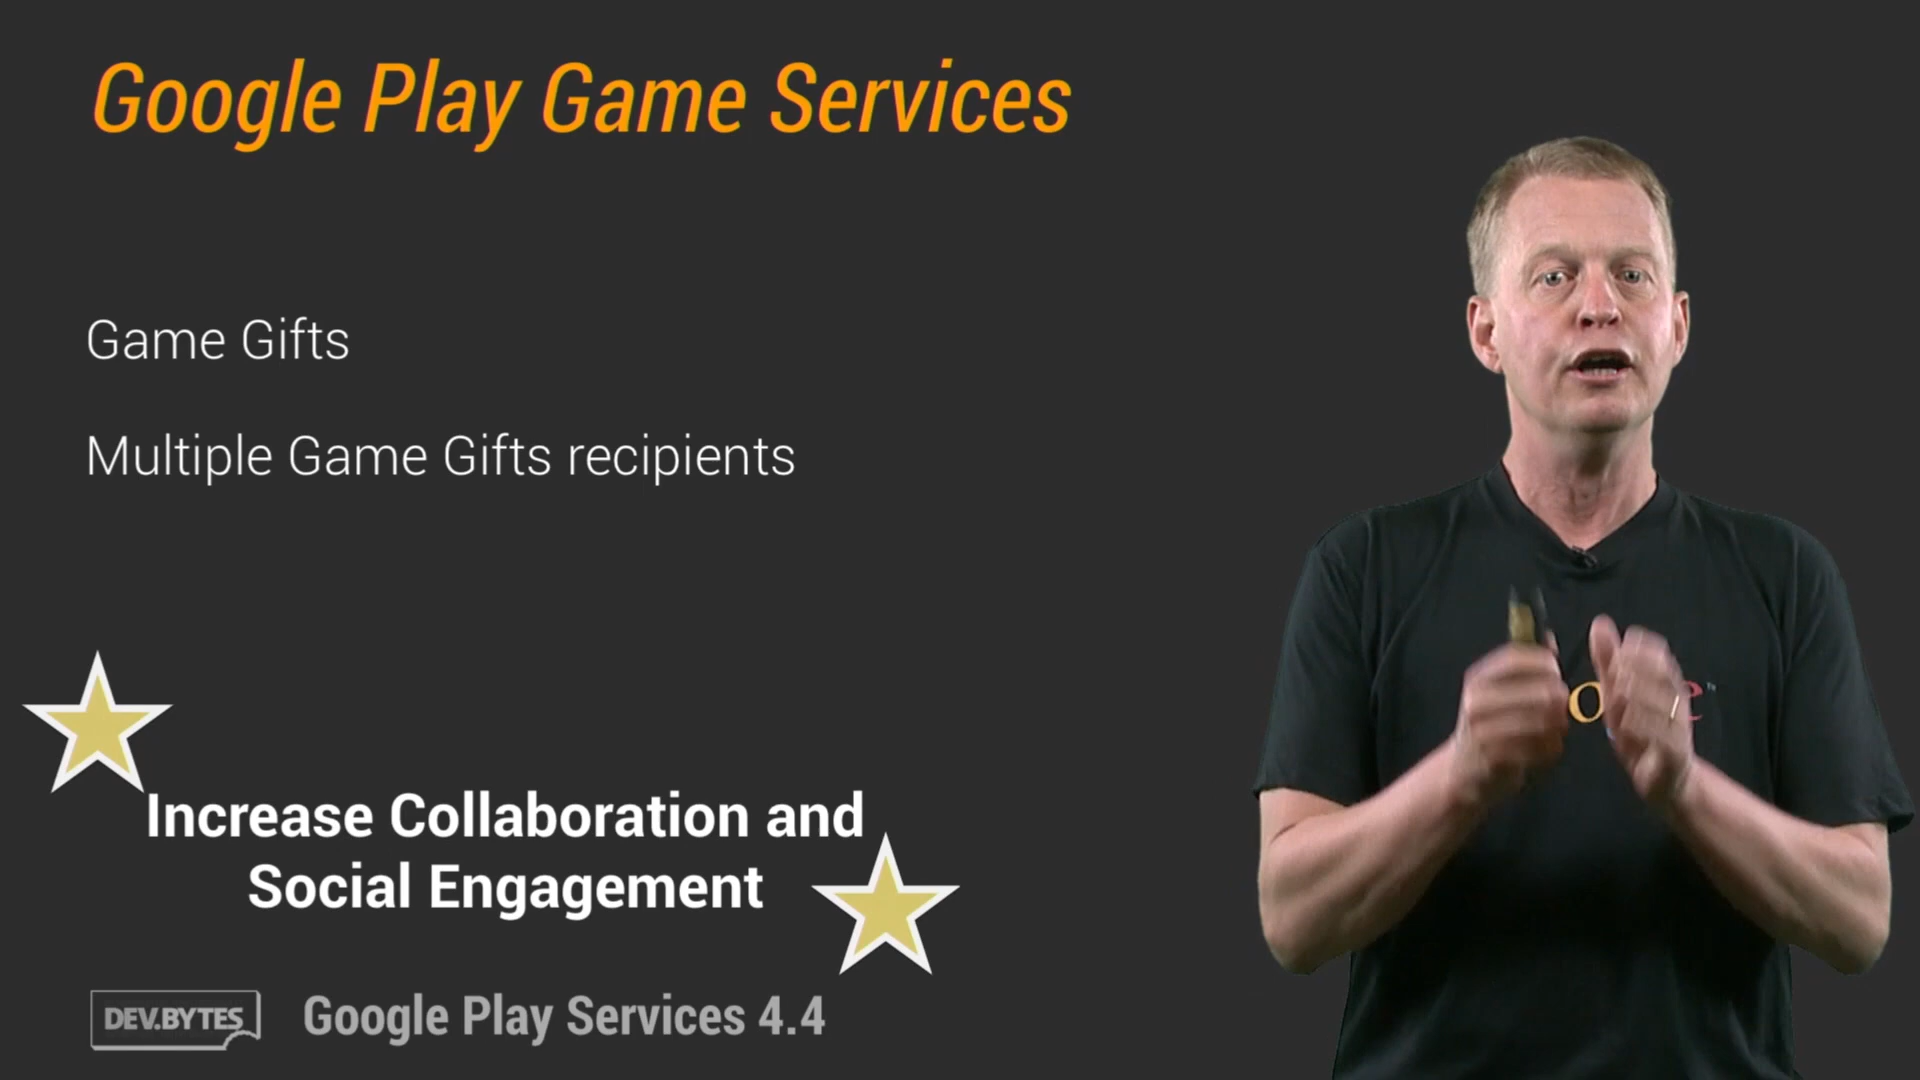 Google Play Game Services
Game Gifts
Multiple Game Gifts recipients
Increase Collaboration and
Social Engagement
DEV.BYTES
Google Play Services 4.4